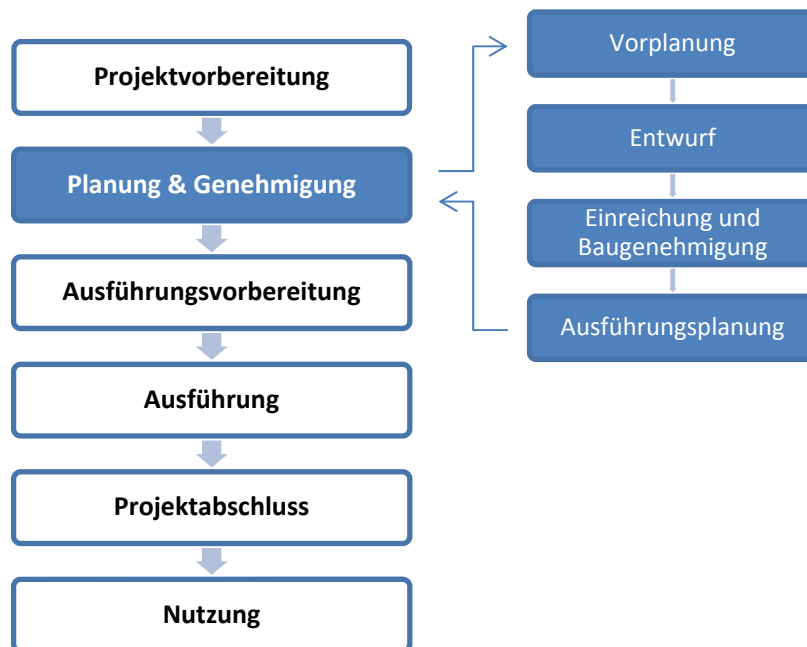 Projektvorbereitung
Planung & Genehmigung
Ausführungsvorbereitung
Ausführung
Projektabschluss
Nutzung
Vorplanung
Entwurf
Einreichung und
Baugenehmigung
Ausführungsplanung